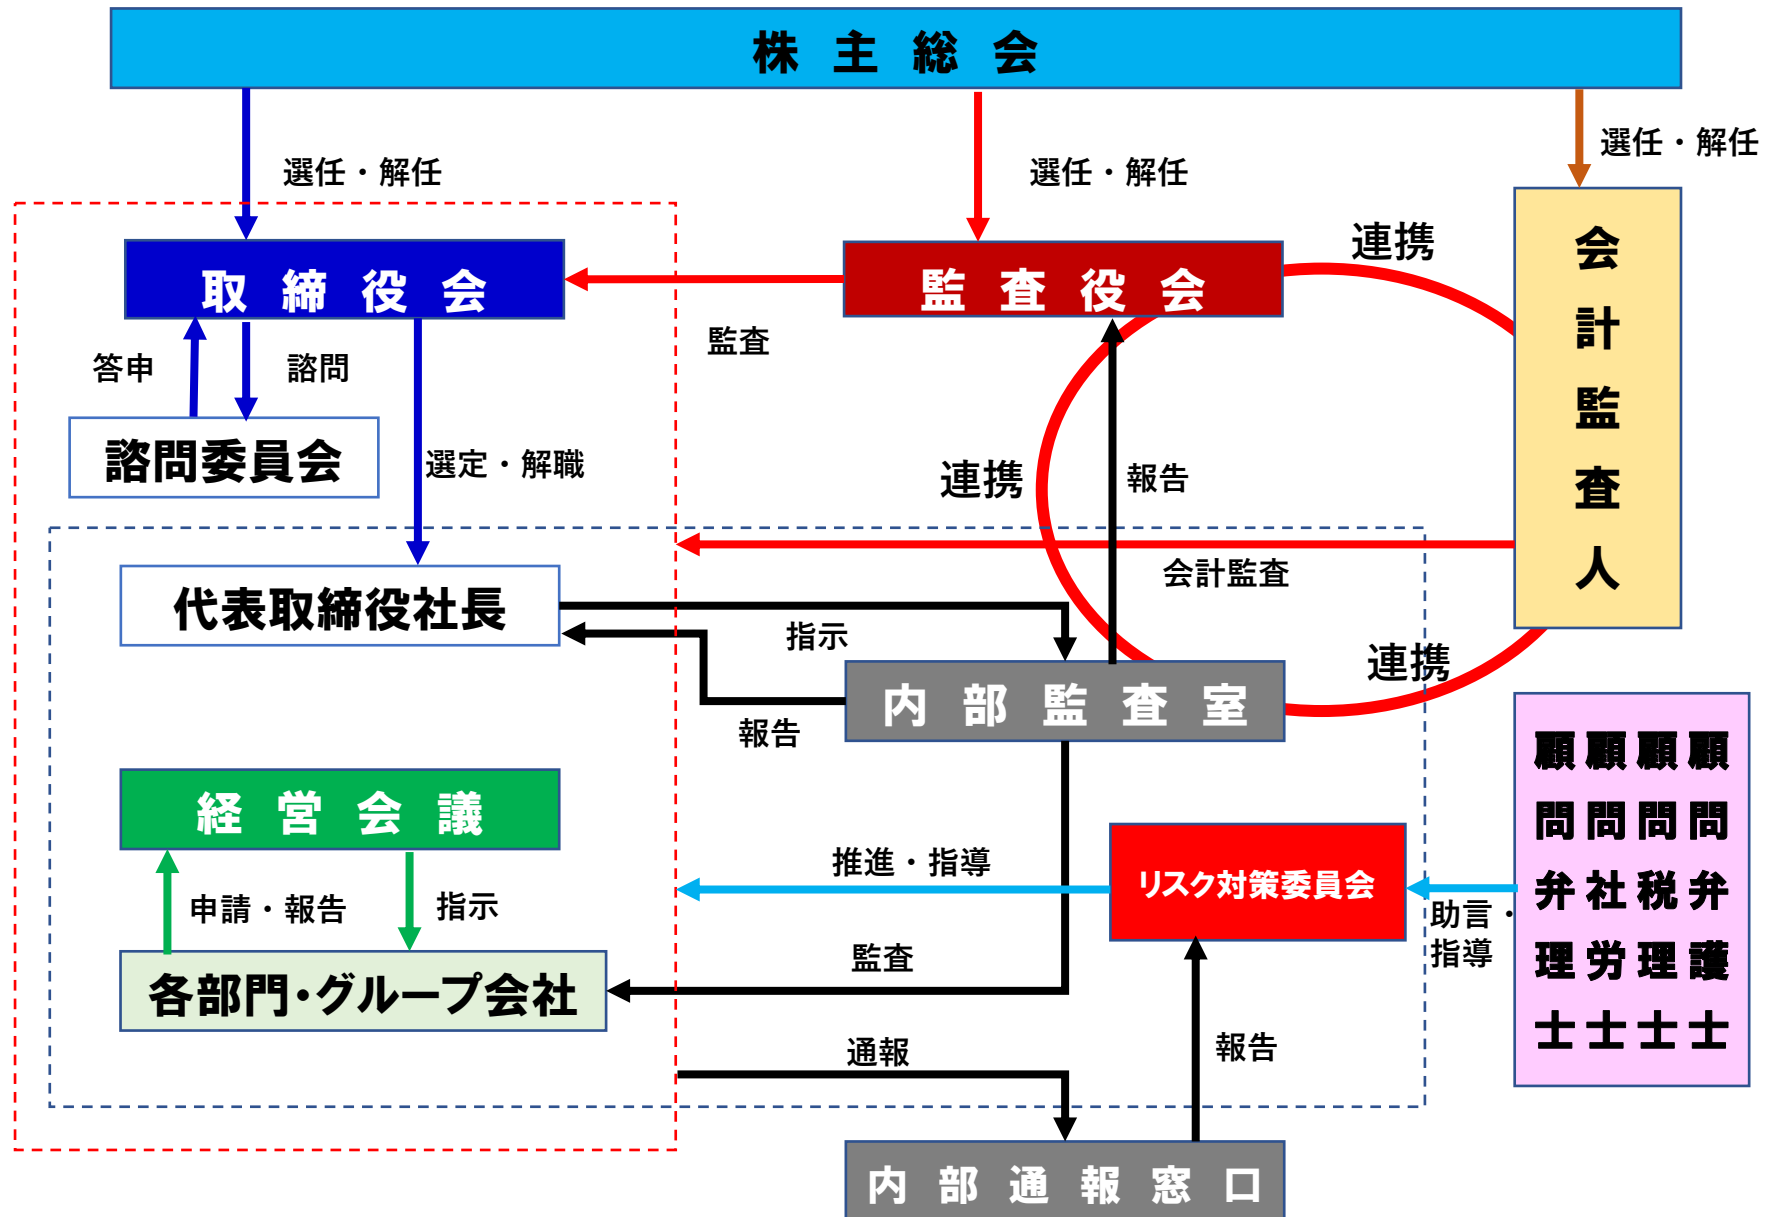 株主総会
選任・解任
選任・解任
選任・解任
取締役会
監査役会
連携
会計監査人
監査
答申
諮問
諮問委員会
選定・解職
連携
報告
会計監査
代表取締役社長
指示
連携
内部監査室
報告
経営会議
推進・指導
リスク対策委員会
申請・報告
指示
助言・
指導
顧問弁護士
顧問税理士
顧問社労士
顧問弁理士
監査
各部門・グループ会社
通報
報告
内部通報窓口